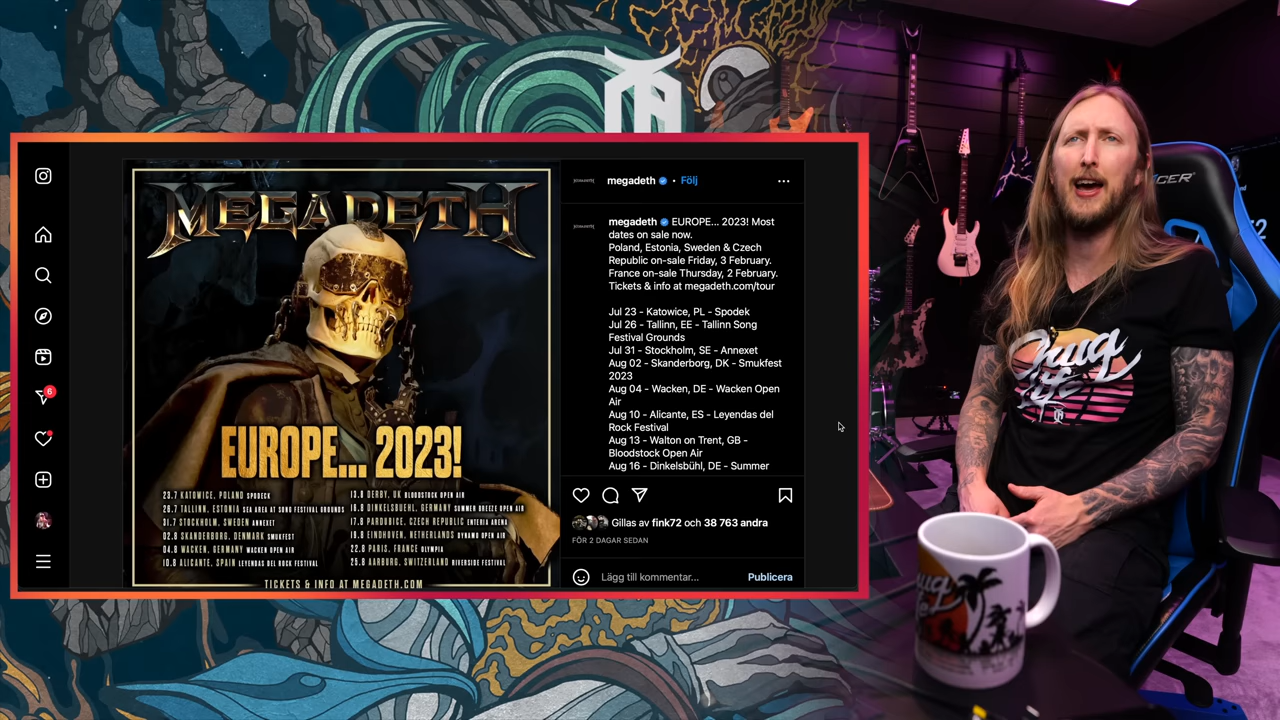 MEGADETH
EUROPE... 2023!
23.7 KATOWICE, POLAND SPODECK
26.7 TALLINN, ESTONIA SEA AREA AT SONG FESTIVAL GROUNDS
31.7 STOCKHOLM, SWEDEN ANNEXET
02.8 SKANDERBORG, DENMARK SMUKFEST
04.8 WACKEN, GERMANY WACKEN OPEN AIR
10.8 ALICANTE, SPAIN LEYENDAS DEL ROCK FESTIVAL
13.8 DERBY, UK BLOODSTOCK OPEN AIR
16.8 DINKELSBUEHL, GERMANY SUMMER BREEZE OPEN AIR
17.8 PARDUBICE, CZECH REPUBLIC ENTERIA ARENA
19.8 EINDHOVEN, NETHERLANDS DYNAMO OPEN AIR
22.8 PARIS, FRANCE OLYMPIA
25.8 AARBORG, SWITZERLAND RIVERSIDE FESTIVAL
TICKETS & INFO AT MEGADETH.COM
6
megadeth • Följ
megadeth EUROPE... 2023! Most
dates on sale now.
Poland, Estonia, Sweden & Czech
Republic on-sale Friday, 3 February.
France on-sale Thursday, 2 February.
Tickets & info at megadeth.com/tour
Jul 23 - Katowice, PL - Spodek
Jul 26 - Tallinn, EE - Tallinn Song
Festival Grounds
Jul 31 - Stockholm, SE - Annexet
Aug 02 - Skanderborg, DK - Smukfest
2023
Aug 04 - Wacken, DE - Wacken Open
Air
Aug 10 - Alicante, ES - Leyendas del
Rock Festival
Aug 13 - Walton on Trent, GB -
Bloodstock Open Air
Aug 16 - Dinkelsbühl, DE - Summer
Gillas av fink72 och 38 763 andra
FÖR 2 DAGAR SEDAN
Lägg till kommentar... Publicera
Chug
Life